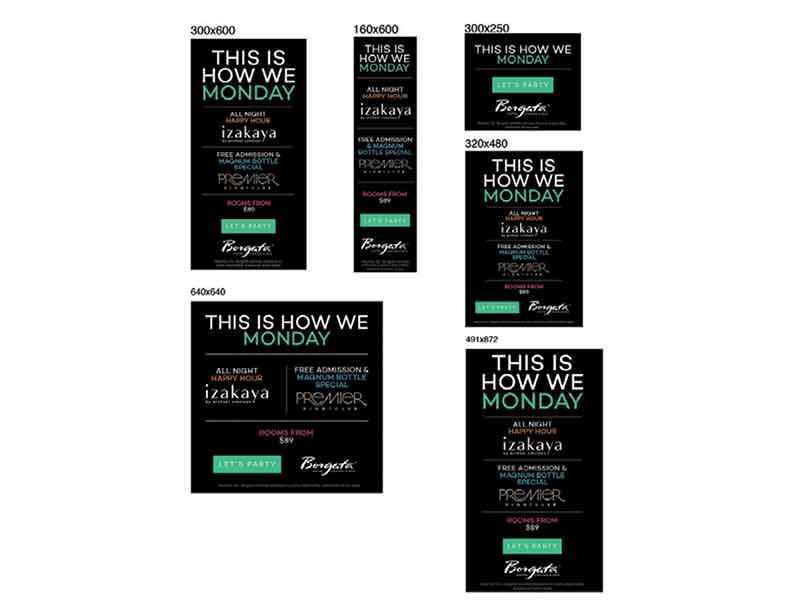 300x600
THIS IS
HOW WE
MONDAY
ALL NIGHT
HAPPY HOUR
izakaya
FREE ADMISSION &
MAGNUM BOTTLE
SPECIAL
PREMIER
NIGHTCLUB
ROOMS FROM
$89
LET'S PARTY
Borgata
160x600
THIS IS
HOW WE
MONDAY
ALL NIGHT
HAPPY HOUR
izakaya
FREE ADMISSION
& MAGNUM
BOTTLE SPECIAL
PREMIER
NIGHTCLUB
ROOMS FROM
$89
LET'S PARTY
Borgata
300x250
THIS IS HOW WE
MONDAY
LET'S PARTY
Borgata
320x480
THIS IS
HOW WE
MONDAY
ALL NIGHT
HAPPY HOUR
izakaya
FREE ADMISSION &
MAGNUM BOTTLE
SPECIAL
PREMIER
NIGHTCLUB
ROOMS FROM
$89
LET'S PARTY Borgata
640x640
THIS IS HOW WE
MONDAY
ALL NIGHT
HAPPY HOUR
izakaya
FREE ADMISSION &
MAGNUM BOTTLE
SPECIAL
PREMIER
NIGHTCLUB
ROOMS FROM
$89
LET'S PARTY Borgata
491x872
THIS IS
HOW WE
MONDAY
ALL NIGHT
HAPPY HOUR
izakaya
FREE ADMISSION &
MAGNUM BOTTLE
SPECIAL
PREMIER
NIGHTCLUB
ROOMS FROM
$89
LET'S PARTY
Borgata